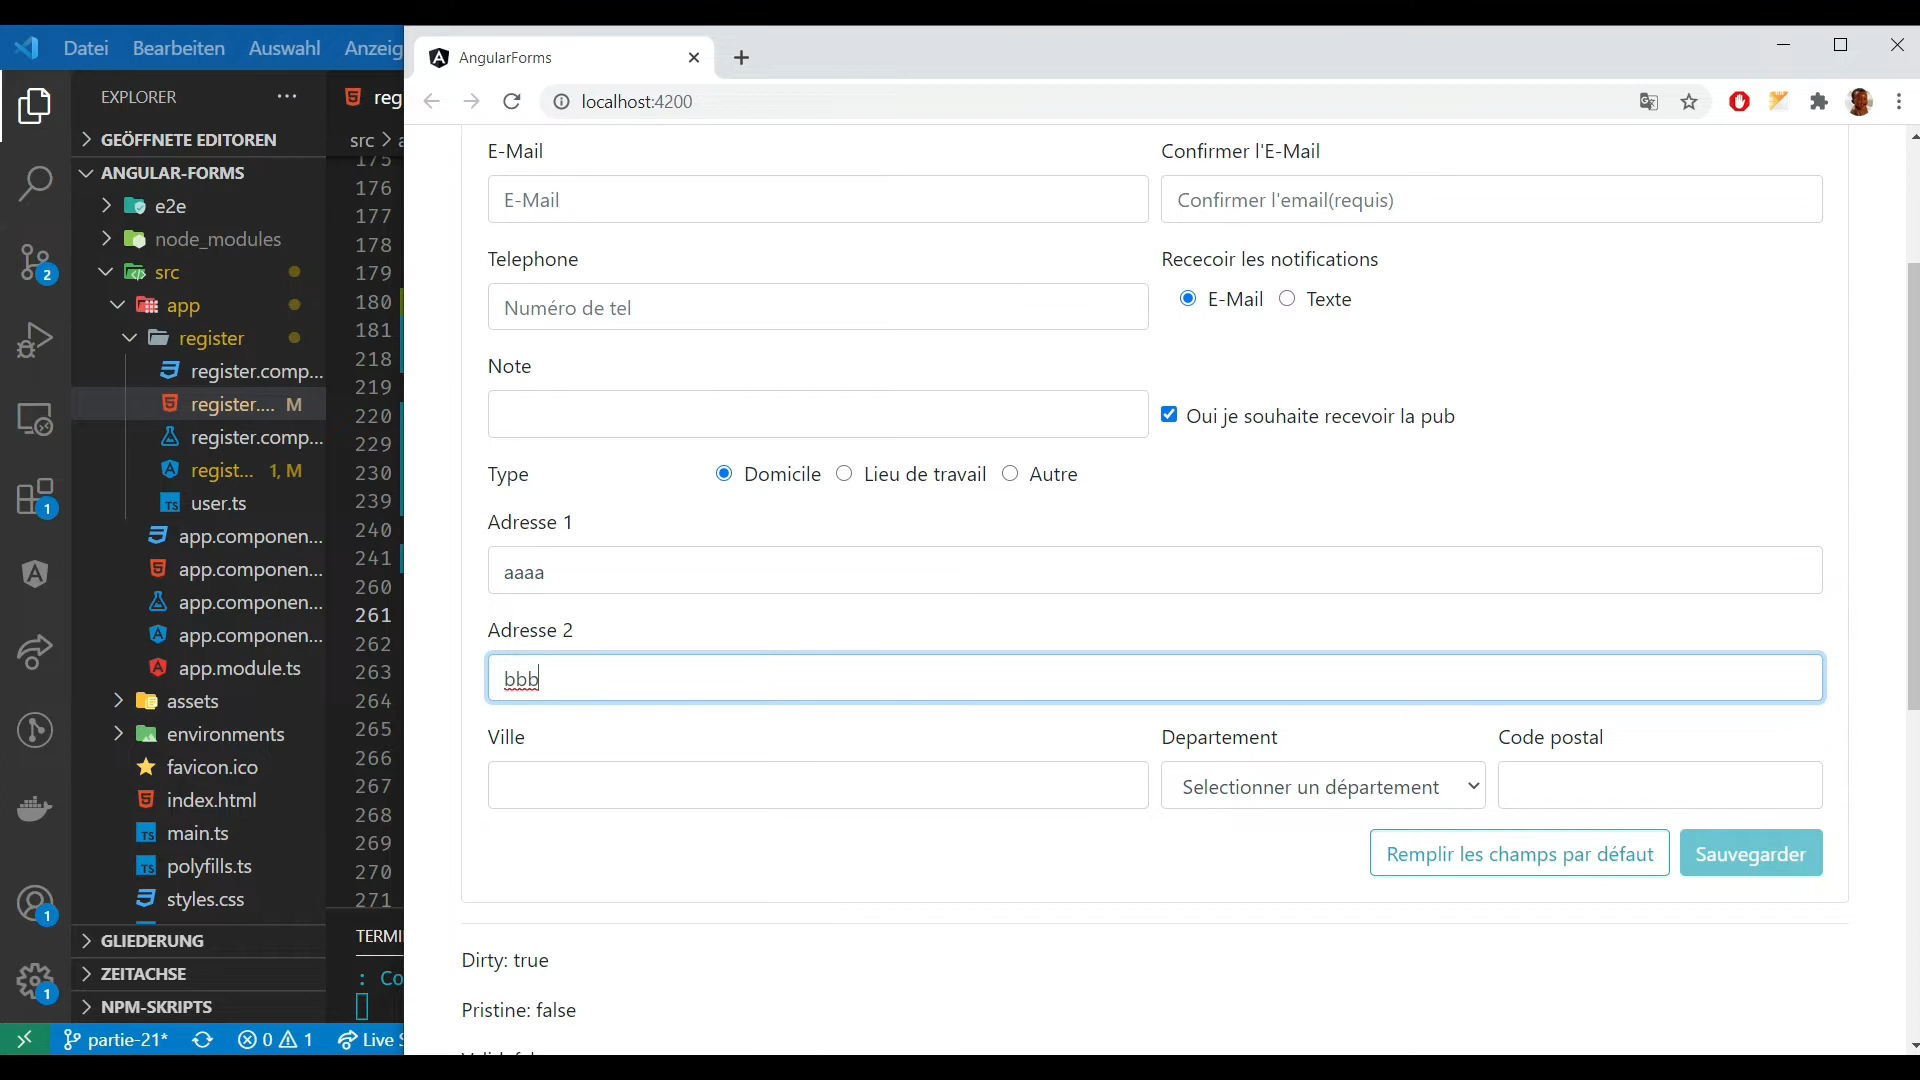 Datei Bearbeiten Auswahl Anzeig
AngularForms
localhost:4200
EXPLORER
GEÖFFNETE EDITOREN
ANGULAR-FORMS
e2e
node_modules
src
app
register
register.comp...
register.... M
register.comp...
regist... 1, M
user.ts
app.componen...
app.componen...
app.componen...
app.componen...
app.module.ts
assets
environments
favicon.ico
index.html
main.ts
polyfills.ts
styles.css
GLIEDERUNG
ZEITACHSE
NPM-SKRIPTS
2
1
1
1
partie-21* 0 1 Live
reg
src > a
175
176
177
178
179
180
181
218
219
220
229
230
239
240
241
260
261
262
263
264
265
266
267
268
269
270
271
TERMI
: Co
E-Mail
E-Mail
Confirmer l'E-Mail
Confirmer l'email(requis)
Telephone
Numéro de tel
Rececoir les notifications
E-Mail Texte
Note
Oui je souhaite recevoir la pub
Type Domicile Lieu de travail Autre
Adresse 1
aaaa
Adresse 2
bbb
Ville Departement Code postal
Selectionner un département
Remplir les champs par défaut Sauvegarder
Dirty: true
Pristine: false